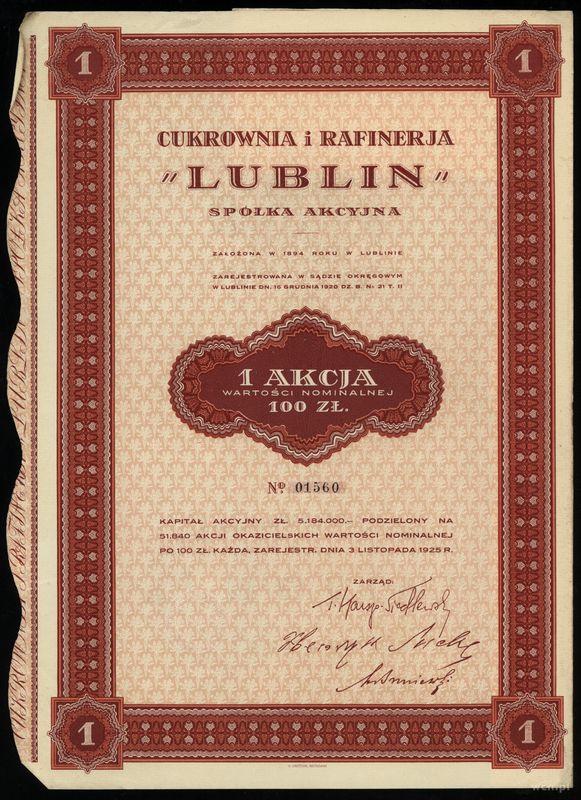 1 1
CUKROWNIA i RAFINERJA
"LUBLIN"
SPÓŁKA AKCYJNA
ZAŁOŻONA W 1894 ROKU W LUBLINIE
ZAREJESTROWANA W SĄDZIE OKRĘGOWYM
W LUBLINIE DN. 16 GRUDNIA 1920 DZ. B. № 21 T. II
1 AKCJA
WARTOŚCI NOMINALNEJ
100 ZŁ.
№ 01560
KAPITAŁ AKCYJNY ZŁ. 5.184.000.— PODZIELONY NA
51.840 AKCJI OKAZICIELSKICH WARTOŚCI NOMINALNEJ
PO 100 ZŁ. KAŻDA, ZAREJESTR. DNIA 3 LISTOPADA 1925 R.
ZARZĄD:
1 1